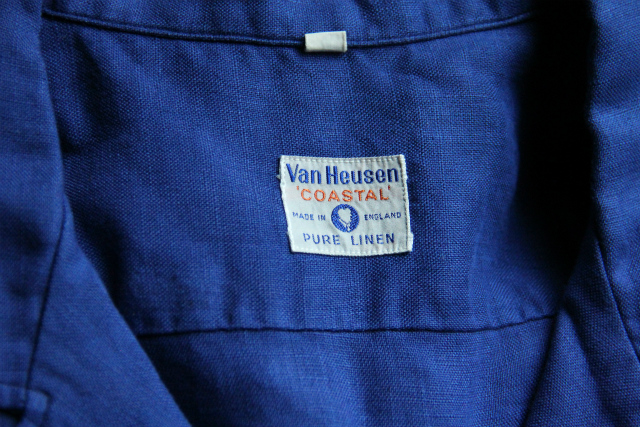 Van Heusen
'COASTAL'
MADE IN ENGLAND
PURE LINEN